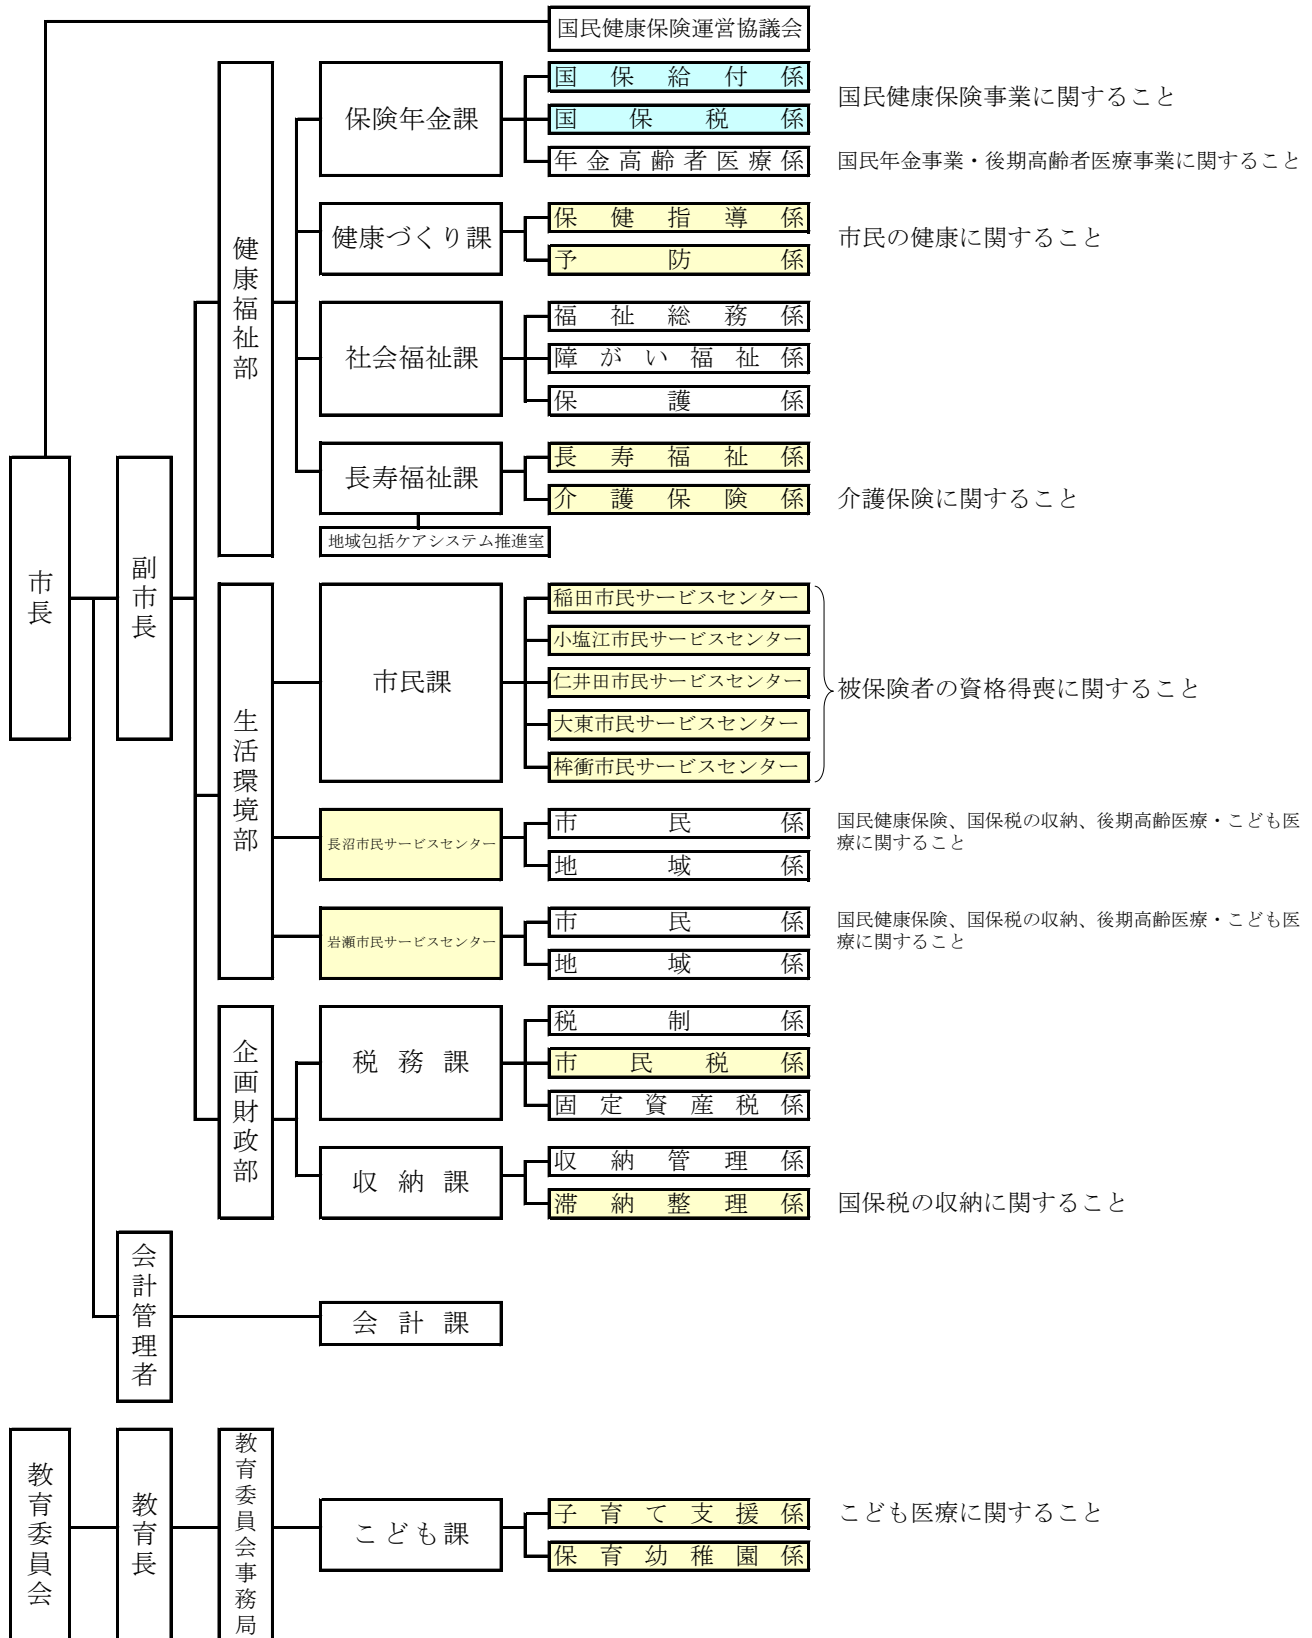 国民健康保険運営協議会
市長
副市長
健康福祉部
保険年金課
国保給付係
国保税係
国民健康保険事業に関すること
年金高齢者医療係
国民年金事業・後期高齢者医療事業に関すること
健康づくり課
保健指導係
予防係
市民の健康に関すること
社会福祉課
福祉総務係
障がい福祉係
保護係
長寿福祉課
長寿福祉係
介護保険係
介護保険に関すること
地域包括ケアシステム推進室
生活環境部
市民課
稲田市民サービスセンター
小塩江市民サービスセンター
仁井田市民サービスセンター
大東市民サービスセンター
桙衝市民サービスセンター
被保険者の資格得喪に関すること
長沼市民サービスセンター
市民係
地域係
国民健康保険、国保税の収納、後期高齢医療・こども医
療に関すること
岩瀬市民サービスセンター
市民係
地域係
国民健康保険、国保税の収納、後期高齢医療・こども医
療に関すること
企画財政部
税務課
税制係
市民税係
固定資産税係
収納課
収納管理係
滞納整理係
国保税の収納に関すること
会計管理者
会計課
教育委員会
教育長
教育委員会事務局
こども課
子育て支援係
こども医療に関すること
保育幼稚園係